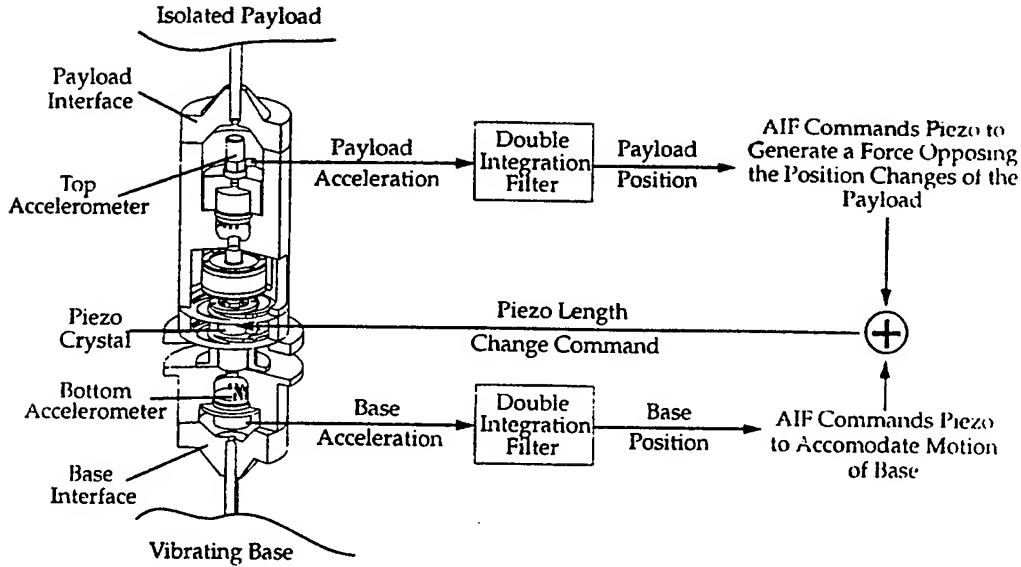 Isolated Payload
Payload
Interface
Top
Accelerometer
Payload
Acceleration
Double
Integration
Filter
Payload
Position
AIF Commands Piezo to
Generate a Force Opposing
the Position Changes of the
Payload
Piezo
Crystal
Piezo Length
Change Command
+
Bottom
Accelerometer
Base
Acceleration
Double
Integration
Filter
Base
Position
AIF Commands Piezo
to Accomodate Motion
of Base
Base
Interface
Vibrating Base